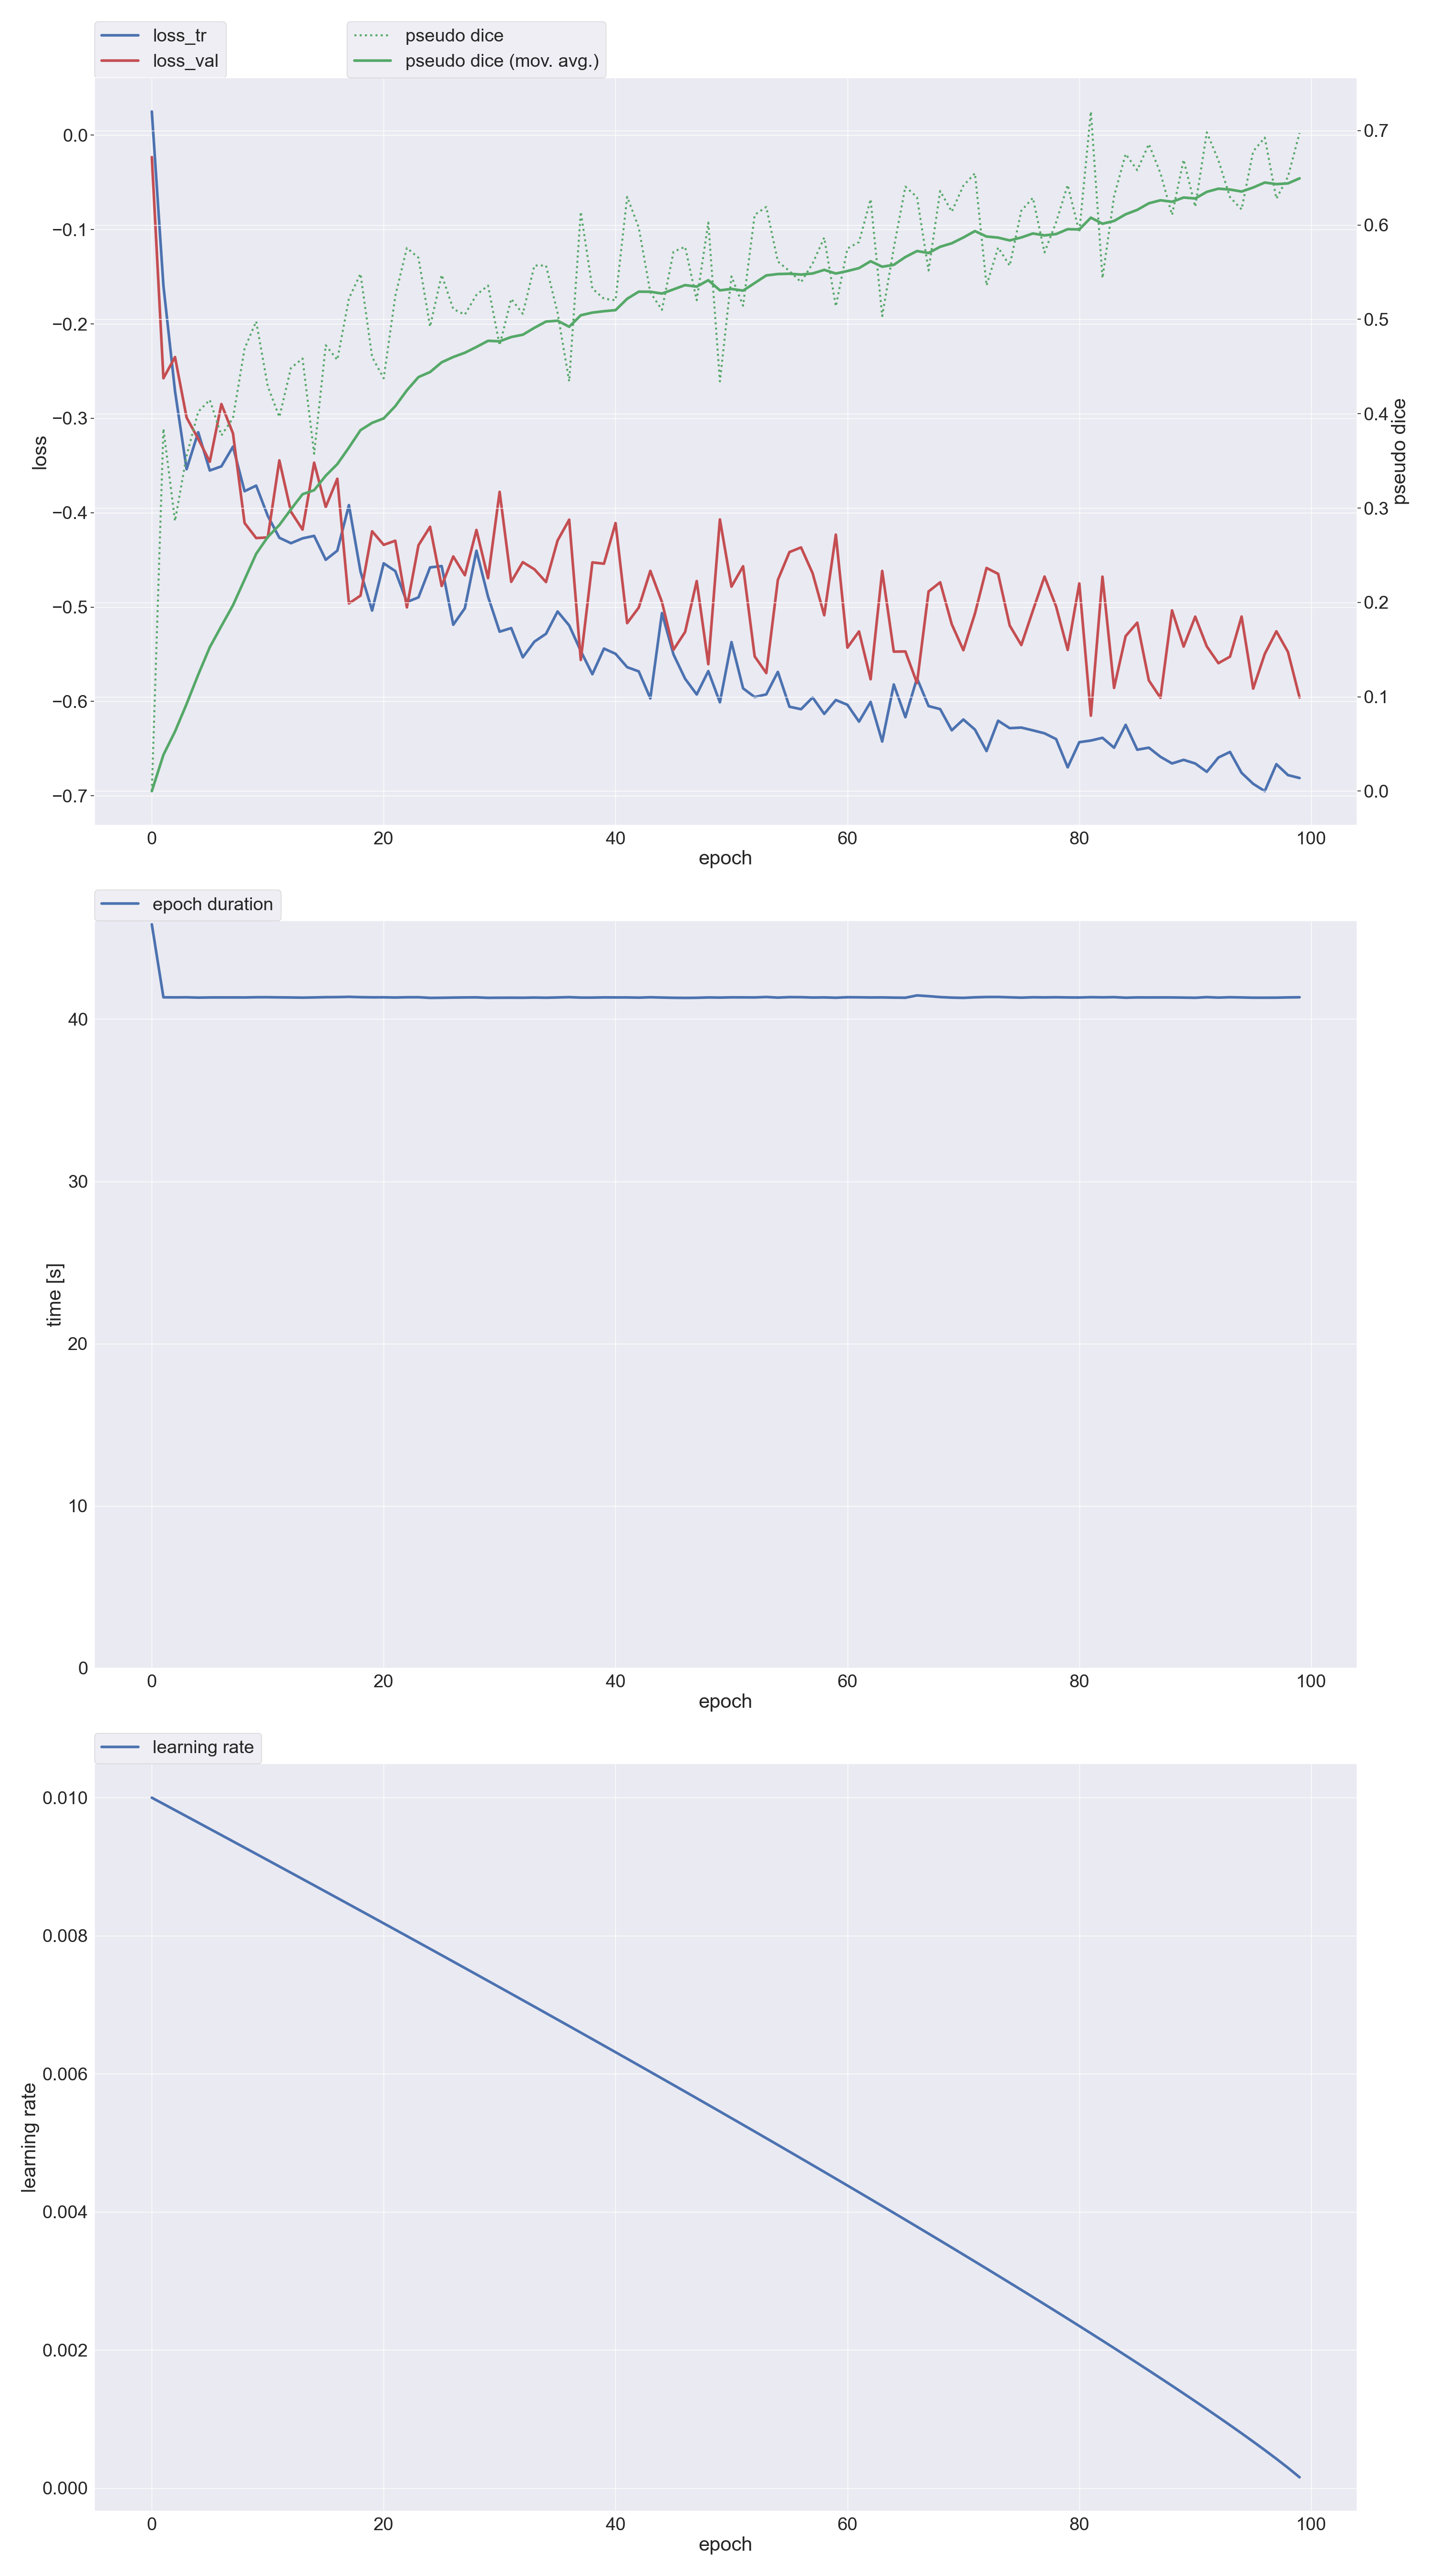 loss_tr
loss_val
pseudo dice
pseudo dice (mov. avg.)
0.0
−0.1
−0.2
−0.3
−0.4
−0.5
−0.6
−0.7
loss
0.7
0.6
0.5
0.4
0.3
0.2
0.1
0.0
pseudo dice
0 20 40 60 80 100
epoch
epoch duration
40
30
20
10
0
time [s]
0 20 40 60 80 100
epoch
learning rate
0.010
0.008
0.006
0.004
0.002
0.000
learning rate
0 20 40 60 80 100
epoch